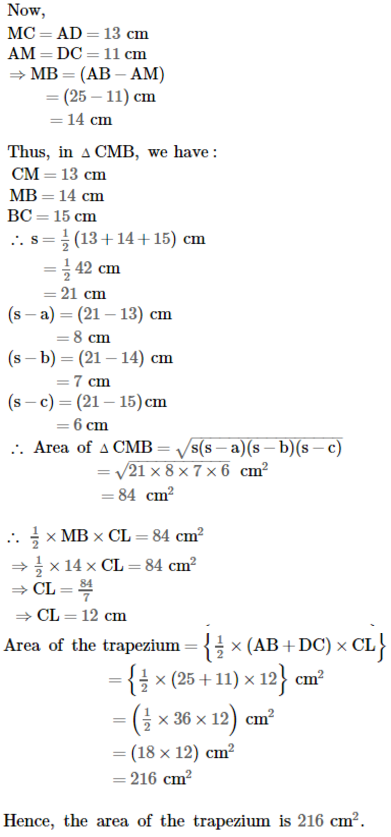 Now,
MC = AD = 13 cm
AM = DC = 11 cm
⇒ MB = (AB − AM)
= (25 − 11) cm
= 14 cm
Thus, in Δ CMB, we have :
CM = 13 cm
MB = 14 cm
BC = 15 cm
∴ s = 1/2 (13 + 14 + 15) cm
= 1/2 42 cm
= 21 cm
(s − a) = (21 − 13) cm
= 8 cm
(s − b) = (21 − 14) cm
= 7 cm
(s − c) = (21 − 15) cm
= 6 cm
∴ Area of Δ CMB = √(s(s − a)(s − b)(s − c))
= √(21 × 8 × 7 × 6) cm²
= 84 cm²
∴ 1/2 × MB × CL = 84 cm²
⇒ 1/2 × 14 × CL = 84 cm²
⇒ CL = 84/7
⇒ CL = 12 cm
Area of the trapezium = {1/2 × (AB + DC) × CL}
= {1/2 × (25 + 11) × 12} cm²
= (1/2 × 36 × 12) cm²
= (18 × 12) cm²
= 216 cm²
Hence, the area of the trapezium is 216 cm².